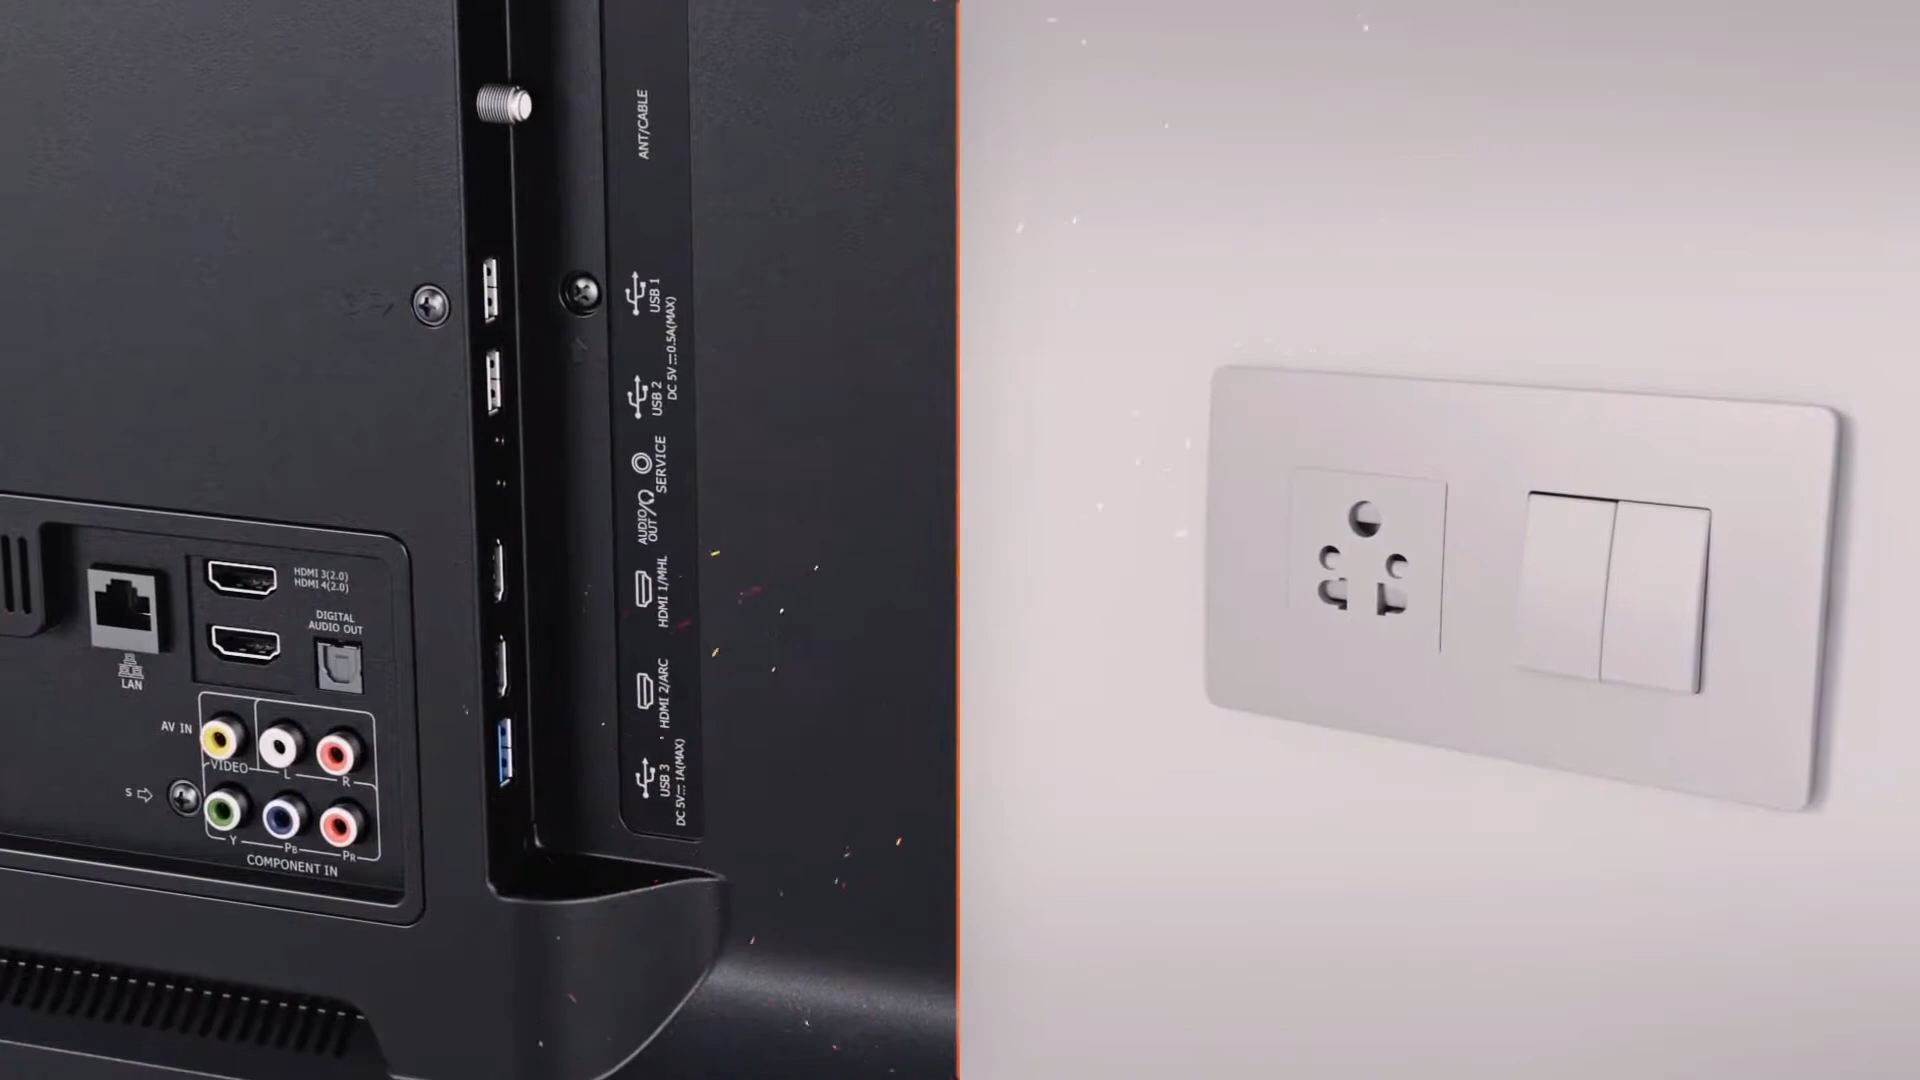 ANT/CABLE
USB 1
DC 5V⎓0.5A(MAX)
USB 2
SERVICE
AUDIO/
OUT
HDMI 1/MHL
HDMI 2/ARC
USB 3
DC 5V⎓1A(MAX)
HDMI 3(2.0)
HDMI 4(2.0)
DIGITAL
AUDIO OUT
LAN
AV IN
VIDEO
L
R
S
Y
PB
PR
COMPONENT IN